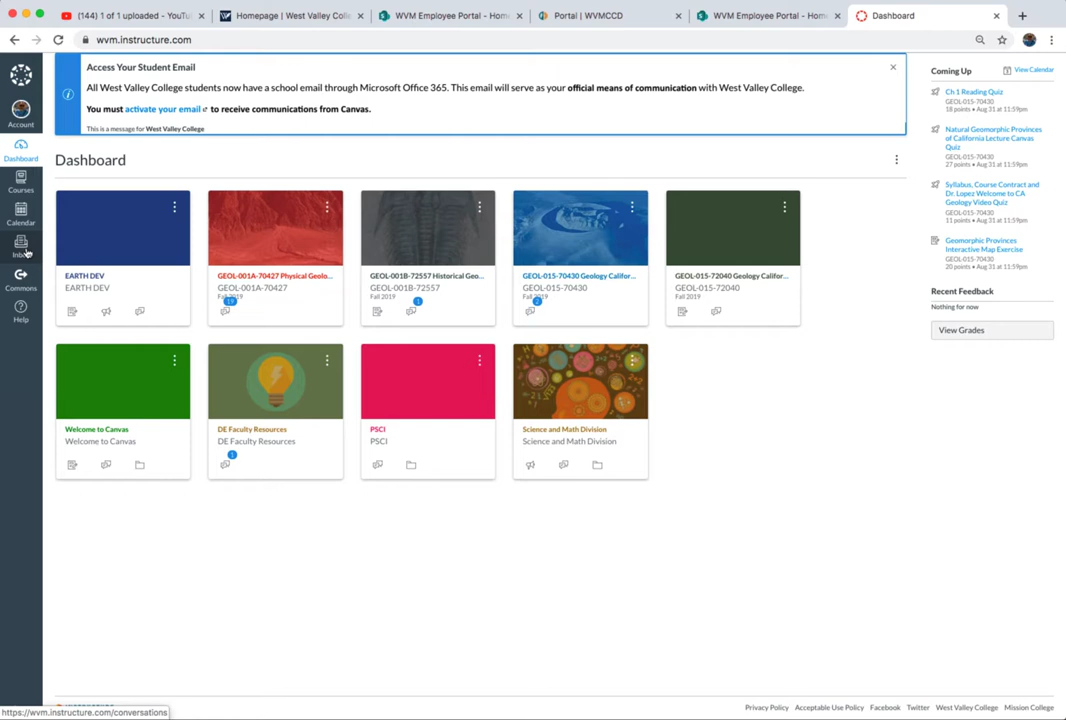 (144) 1 of 1 uploaded - YouTu
Homepage | West Valley Colle
WVM Employee Portal - Home
Portal | WVMCCD
WVM Employee Portal - Home
Dashboard
wvm.instructure.com
Account
Dashboard
Courses
Calendar
Inbox
Commons
Help
Access Your Student Email
All West Valley College students now have a school email through Microsoft Office 365. This email will serve as your official means of communication with West Valley College.
You must activate your email to receive communications from Canvas.
This is a message for West Valley College
Dashboard
EARTH DEV
EARTH DEV
GEOL-001A-70427 Physical Geolo...
GEOL-001A-70427
Fall 2019
19
GEOL-001B-72557 Historical Geo...
GEOL-001B-72557
Fall 2019
1
GEOL-015-70430 Geology Califor...
GEOL-015-70430
Fall 2019
2
GEOL-015-72040 Geology Califor...
GEOL-015-72040
Fall 2019
Welcome to Canvas
Welcome to Canvas
DE Faculty Resources
DE Faculty Resources
1
PSCI
PSCI
Science and Math Division
Science and Math Division
Coming Up
View Calendar
Ch 1 Reading Quiz
GEOL-015-70430
18 points • Aug 31 at 11:59pm
Natural Geomorphic Provinces
of California Lecture Canvas
Quiz
GEOL-015-70430
27 points • Aug 31 at 11:59pm
Syllabus, Course Contract and
Dr. Lopez Welcome to CA
Geology Video Quiz
GEOL-015-70430
11 points • Aug 31 at 11:59pm
Geomorphic Provinces
Interactive Map Exercise
GEOL-015-70430
20 points • Aug 31 at 11:59pm
Recent Feedback
Nothing for now
View Grades
https://wvm.instructure.com/conversations
Privacy Policy
Acceptable Use Policy
Facebook
Twitter
West Valley College
Mission College